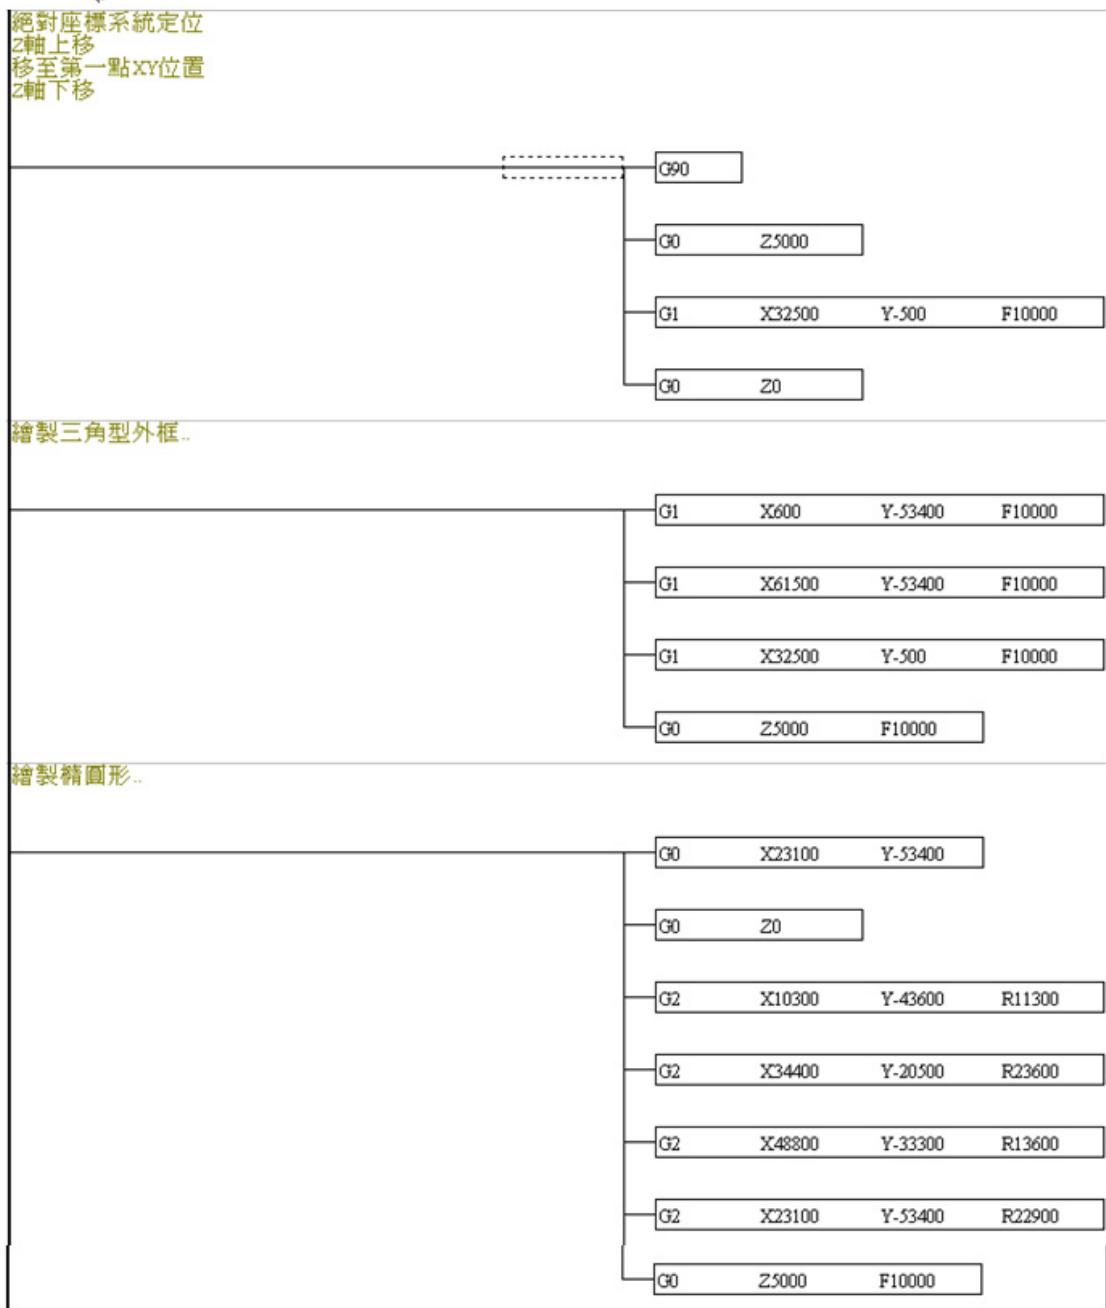 絕對座標系統定位
Z軸上移
移至第一點XY位置
Z軸下移
G90
G0 Z5000
G1 X32500 Y-500 F10000
G0 Z0
繪製三角型外框..
G1 X600 Y-53400 F10000
G1 X61500 Y-53400 F10000
G1 X32500 Y-500 F10000
G0 Z5000 F10000
繪製橢圓形..
G0 X23100 Y-53400
G0 Z0
G2 X10300 Y-43600 R11300
G2 X34400 Y-20500 R23600
G2 X48800 Y-33300 R13600
G2 X23100 Y-53400 R22900
G0 Z5000 F10000